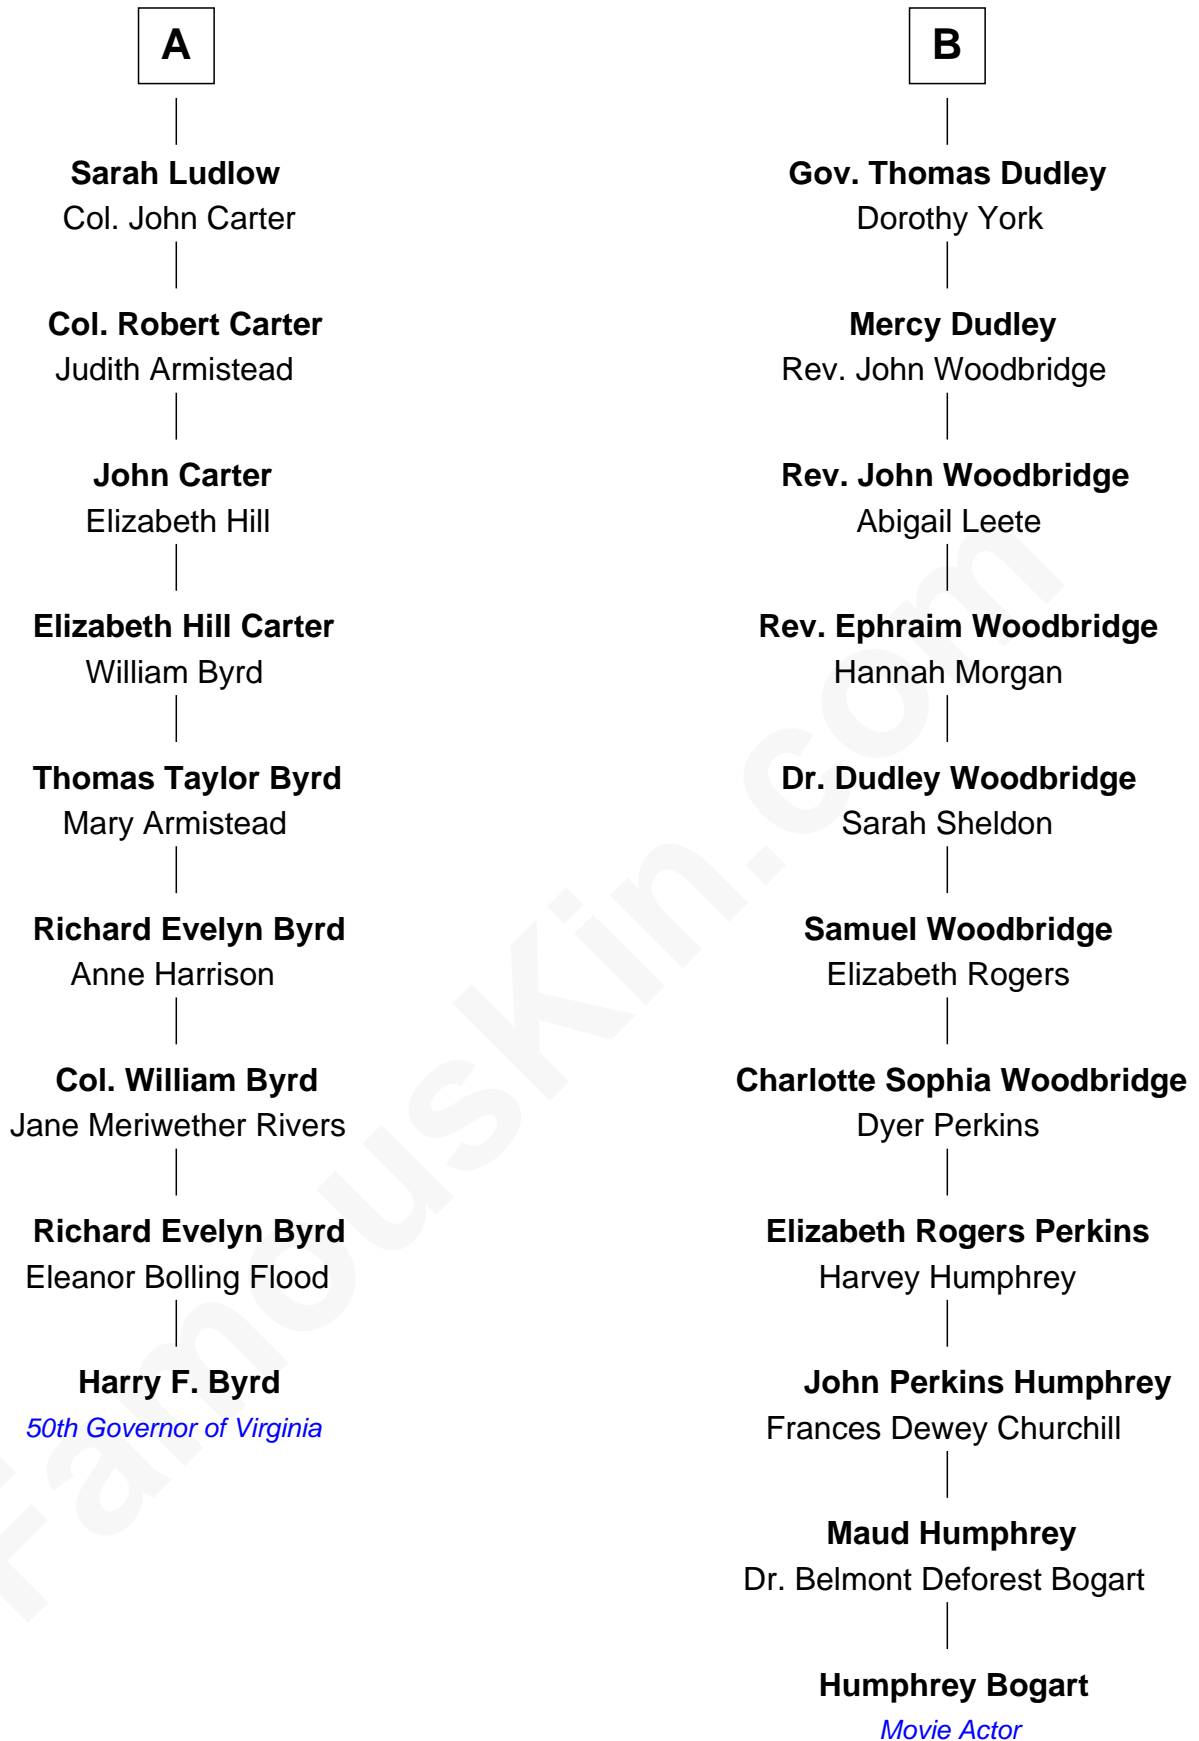 A
Sarah Ludlow
Col. John Carter
Col. Robert Carter
Judith Armistead
John Carter
Elizabeth Hill
Elizabeth Hill Carter
William Byrd
Thomas Taylor Byrd
Mary Armistead
Richard Evelyn Byrd
Anne Harrison
Col. William Byrd
Jane Meriwether Rivers
Richard Evelyn Byrd
Eleanor Bolling Flood
Harry F. Byrd
50th Governor of Virginia
B
Gov. Thomas Dudley
Dorothy York
Mercy Dudley
Rev. John Woodbridge
Rev. John Woodbridge
Abigail Leete
Rev. Ephraim Woodbridge
Hannah Morgan
Dr. Dudley Woodbridge
Sarah Sheldon
Samuel Woodbridge
Elizabeth Rogers
Charlotte Sophia Woodbridge
Dyer Perkins
Elizabeth Rogers Perkins
Harvey Humphrey
John Perkins Humphrey
Frances Dewey Churchill
Maud Humphrey
Dr. Belmont Deforest Bogart
Humphrey Bogart
Movie Actor
FamousKin.com